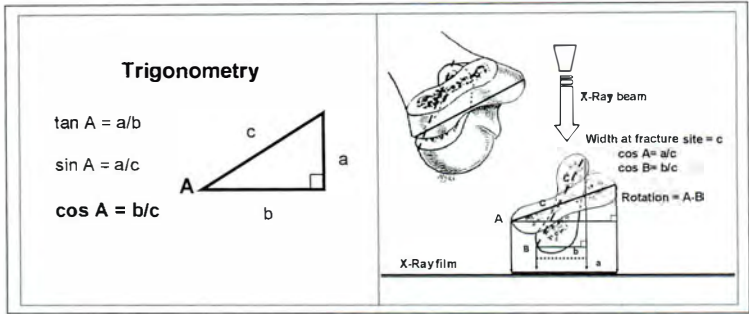 Trigonometry
tan A = a/b
sin A = a/c
cos A = b/c
c
a
A
b
X-Ray beam
Width at fracture site = c
cos A= a/c
cos B= b/c
Rotation = A-B
c
C
A
B
b
a
X-Ray film